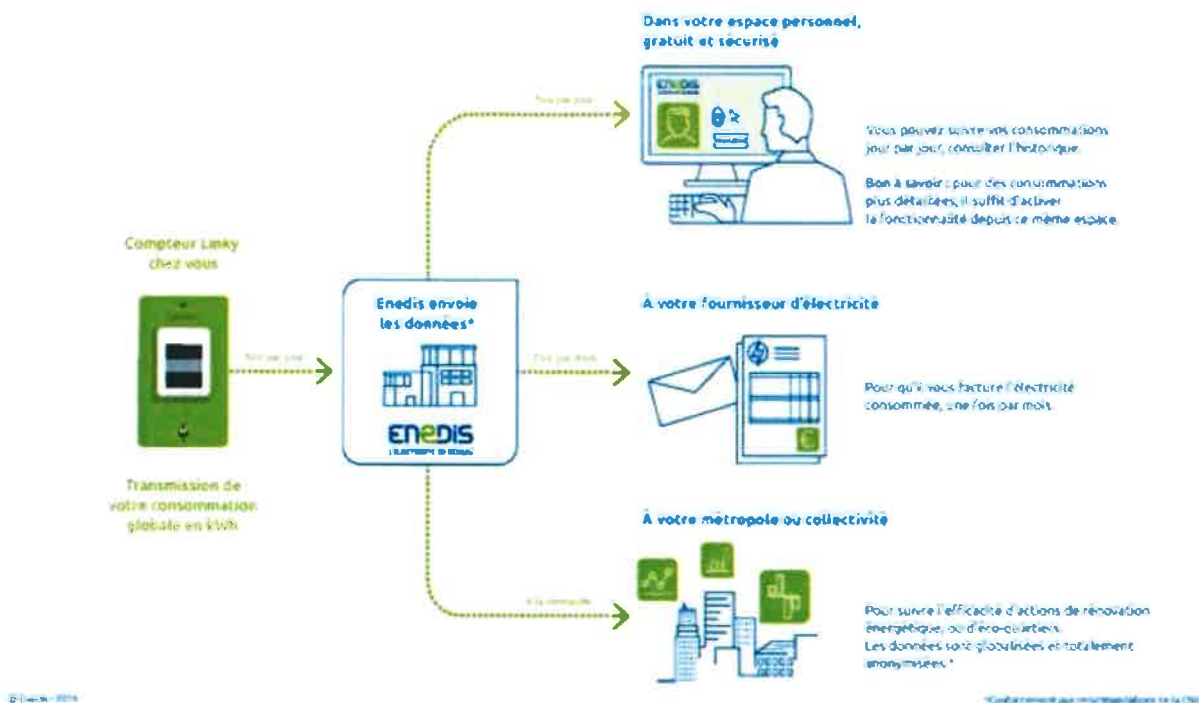 Dans votre espace personnel,
gratuit et sécurisé
ENEDIS
Vous pouvez suivre vos consommations
jour par jour, consulter l'historique.
Bon à savoir : pour des consommations
plus détaillées, il suffit d'activer
la fonctionnalité depuis ce même espace.
Compteur Linky
chez vous
Transmission de
votre consommation
globale en kWh
Enedis envoie
les données*
ENEDIS
À votre fournisseur d'électricité
Pour qu'il vous facture l'électricité
consommée, une fois par mois.
À votre métropole ou collectivité
Pour suivre l'efficacité d'actions de rénovation
énergétique, ou d'éco-quartiers.
Les données sont globalisées et totalement
anonymisées.*